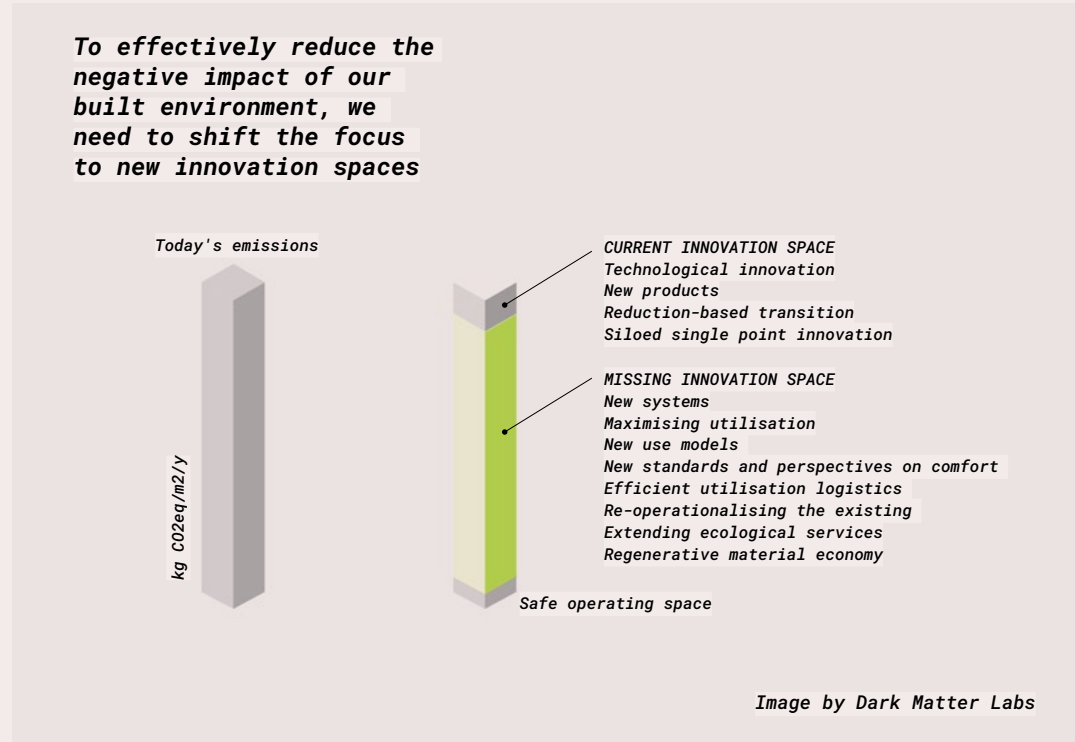 To effectively reduce the
negative impact of our
built environment, we
need to shift the focus
to new innovation spaces
Today's emissions
kg CO2eq/m2/y
CURRENT INNOVATION SPACE
Technological innovation
New products
Reduction-based transition
Siloed single point innovation
MISSING INNOVATION SPACE
New systems
Maximising utilisation
New use models
New standards and perspectives on comfort
Efficient utilisation logistics
Re-operationalising the existing
Extending ecological services
Regenerative material economy
Safe operating space
Image by Dark Matter Labs